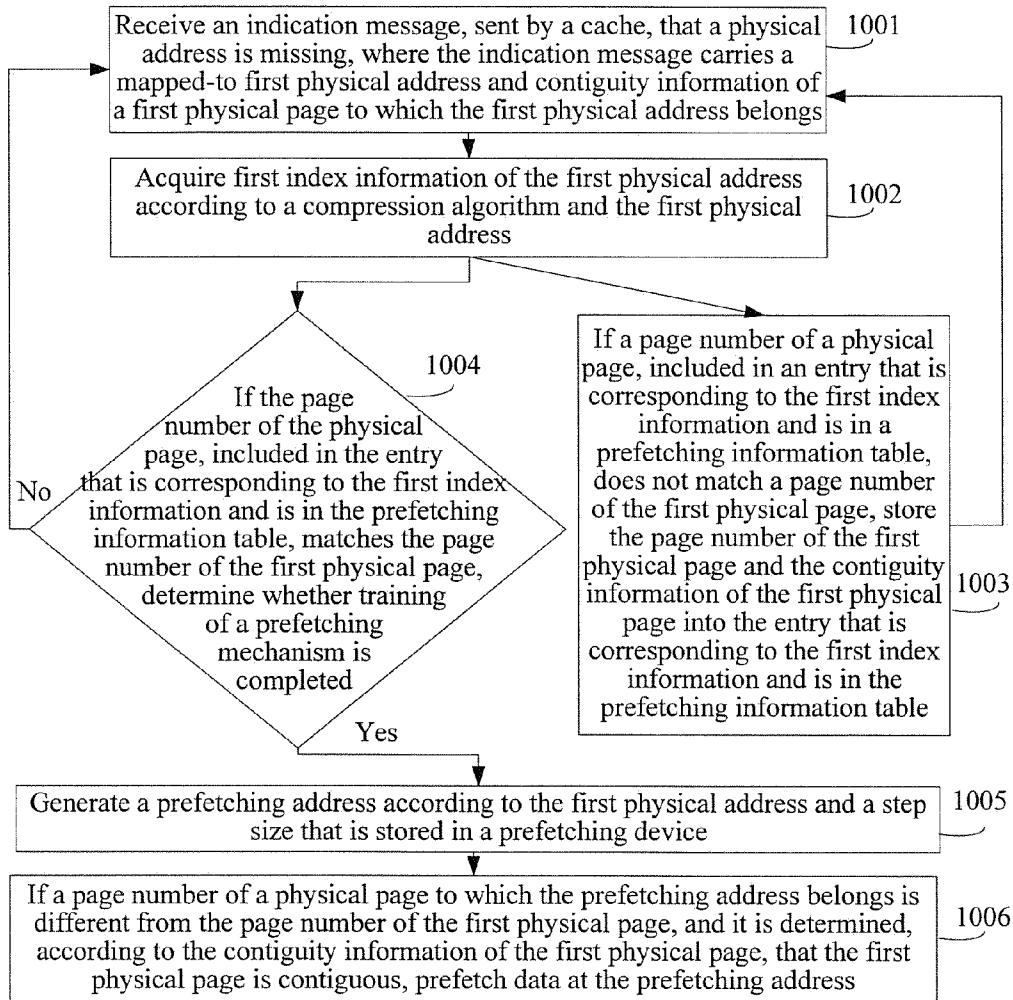 Receive an indication message, sent by a cache, that a physical
address is missing, where the indication message carries a
mapped-to first physical address and contiguity information of
a first physical page to which the first physical address belongs
1001
Acquire first index information of the first physical address
according to a compression algorithm and the first physical
address
1002
1004
If the page
number of the physical
page, included in the entry
that is corresponding to the first index
information and is in the prefetching
information table, matches the page
number of the first physical page,
determine whether training
of a prefetching
mechanism is
completed
No
Yes
If a page number of a physical
page, included in an entry that is
corresponding to the first index
information and is in a
prefetching information table,
does not match a page number
of the first physical page, store
the page number of the first
physical page and the contiguity
information of the first physical
page into the entry that is
corresponding to the first index
information and is in the
prefetching information table
1003
Generate a prefetching address according to the first physical address and a step
size that is stored in a prefetching device
1005
If a page number of a physical page to which the prefetching address belongs is
different from the page number of the first physical page, and it is determined,
according to the contiguity information of the first physical page, that the first
physical page is contiguous, prefetch data at the prefetching address
1006